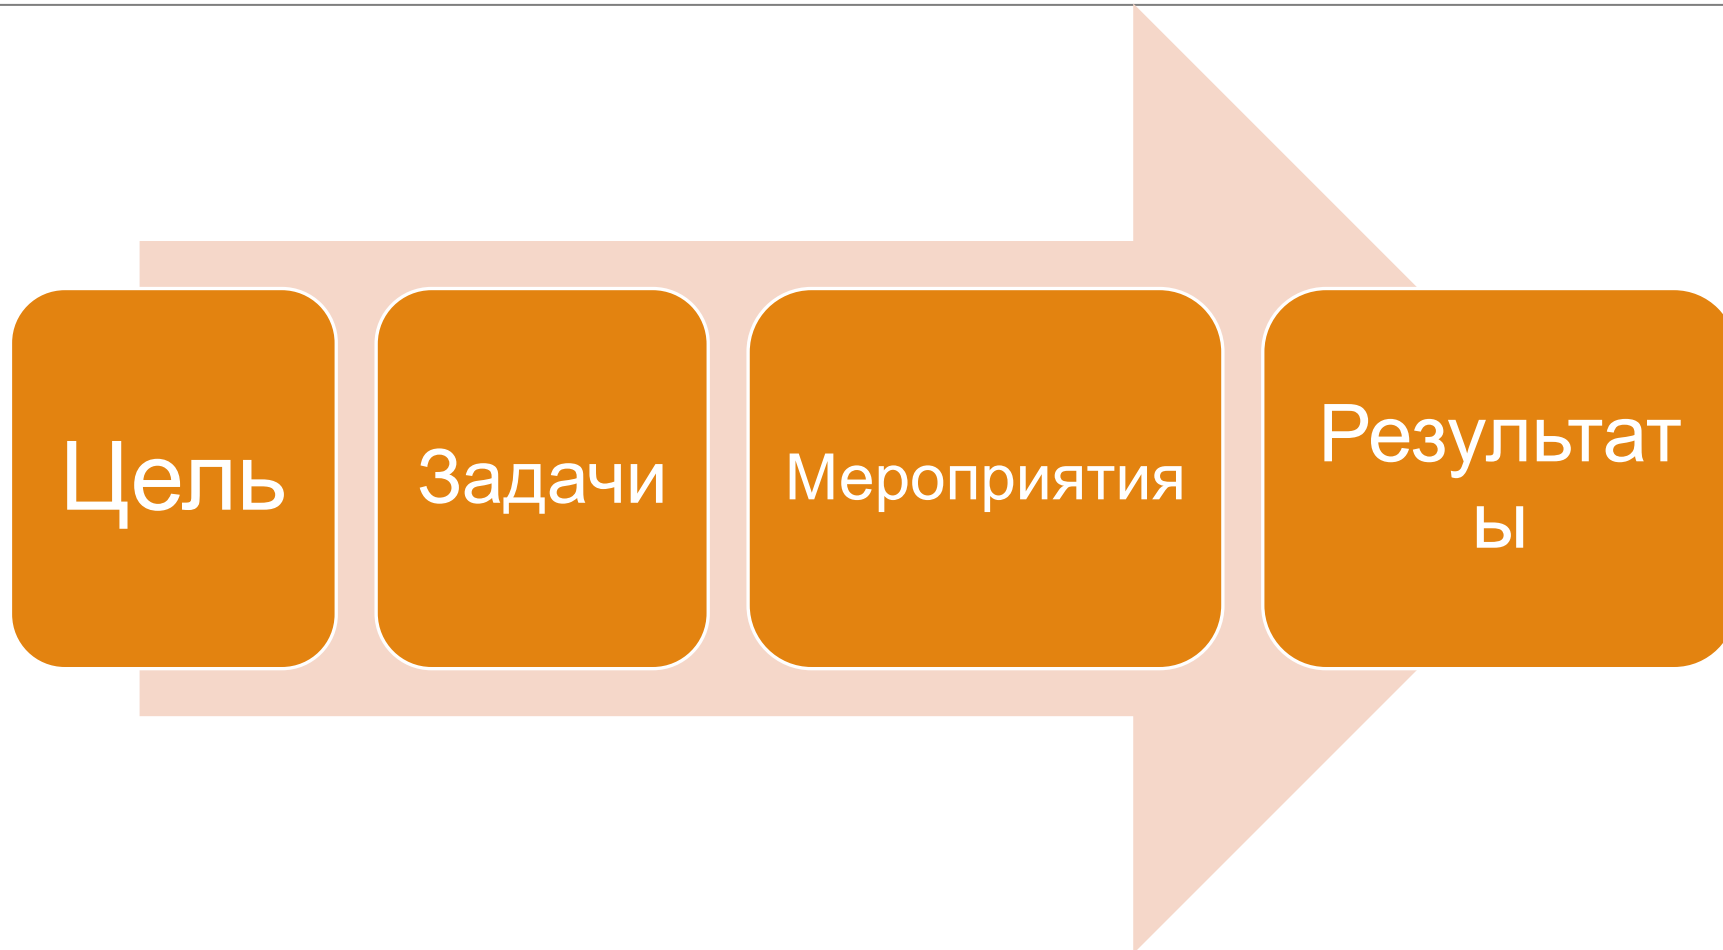 Цель
Задачи
Мероприятия
Результат
ы